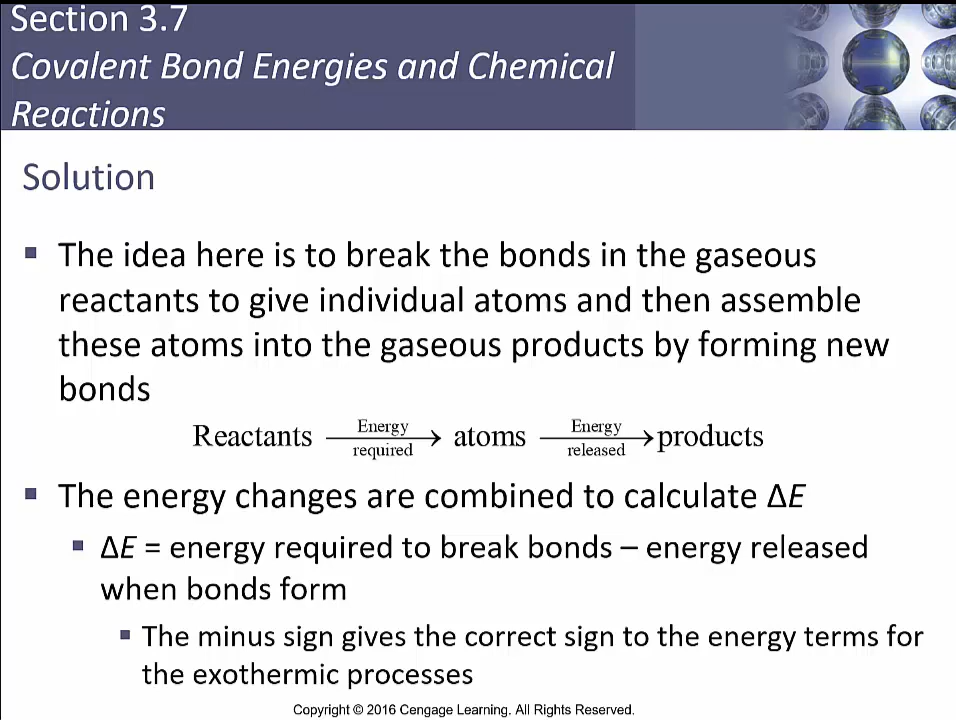 Section 3.7
Covalent Bond Energies and Chemical
Reactions
Solution
▪ The idea here is to break the bonds in the gaseous
reactants to give individual atoms and then assemble
these atoms into the gaseous products by forming new
bonds
Reactants —Energy required→ atoms —Energy released→ products
▪ The energy changes are combined to calculate ΔE
▪ ΔE = energy required to break bonds – energy released
when bonds form
▪ The minus sign gives the correct sign to the energy terms for
the exothermic processes
Copyright © 2016 Cengage Learning. All Rights Reserved.